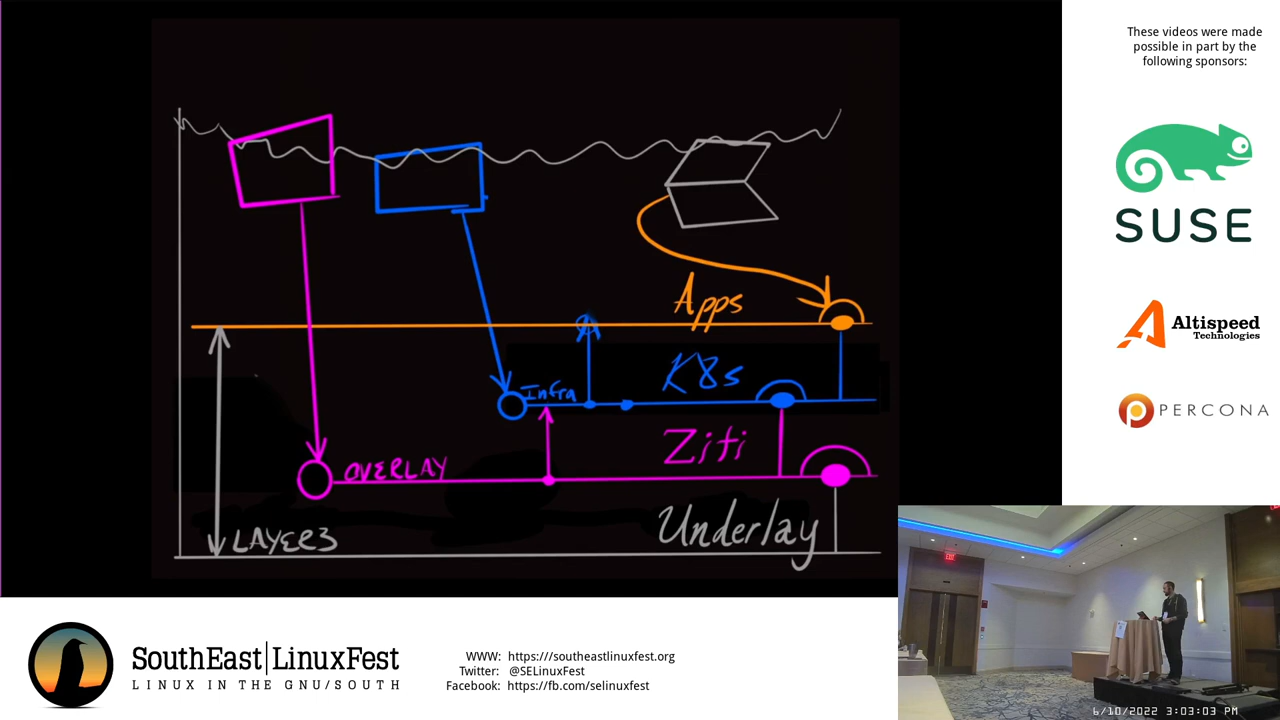 These videos were made
possible in part by the
following sponsors:
SUSE
Altispeed
Technologies
PERCONA
Apps
K8s
Infra
Ziti
OVERLAY
Underlay
LAYER3
SouthEast LinuxFest
LINUX IN THE GNU/SOUTH
WWW: https://southeastlinuxfest.org
Twitter: @SELinuxFest
Facebook: https://fb.com/selinuxfest
EXIT
6/10/2022 3:03:03 PM